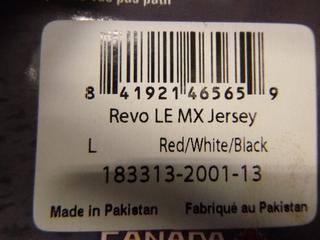 8 41921 46565 9
Revo LE MX Jersey
L Red/White/Black
183313-2001-13
Made in Pakistan Fabriqué au Pakistan
CANADA